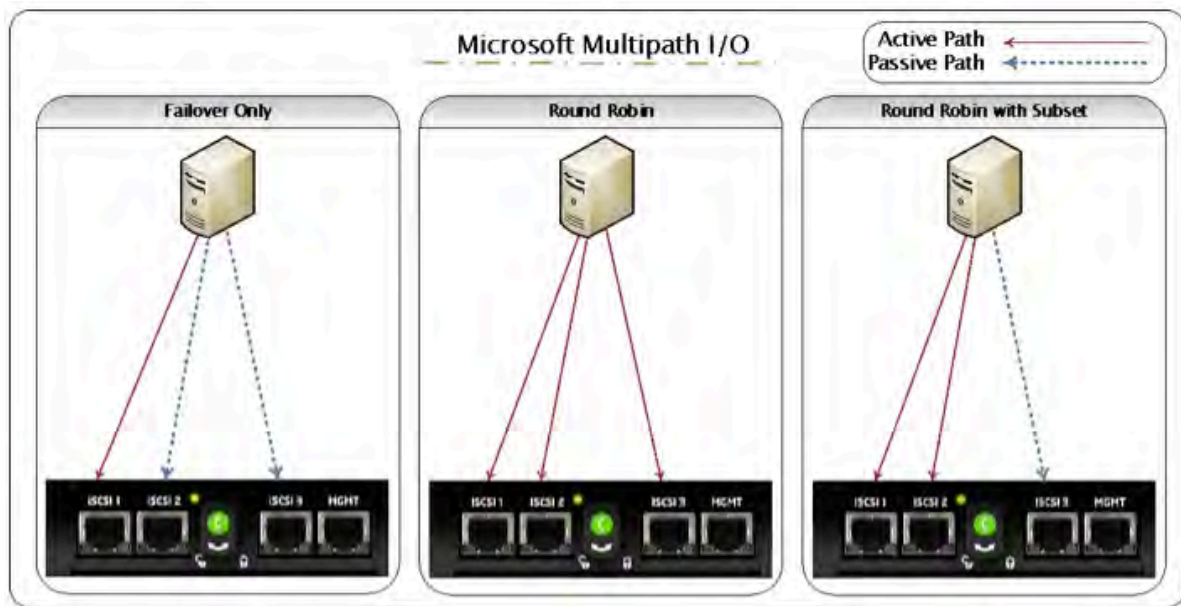 Microsoft Multipath I/O
Active Path
Passive Path
Failover Only
Round Robin
Round Robin with Subset
iSCSI 1
iSCSI 2
iSCSI 3
MGMT
iSCSI 1
iSCSI 2
iSCSI 3
MGMT
iSCSI 1
iSCSI 2
iSCSI 3
MGMT